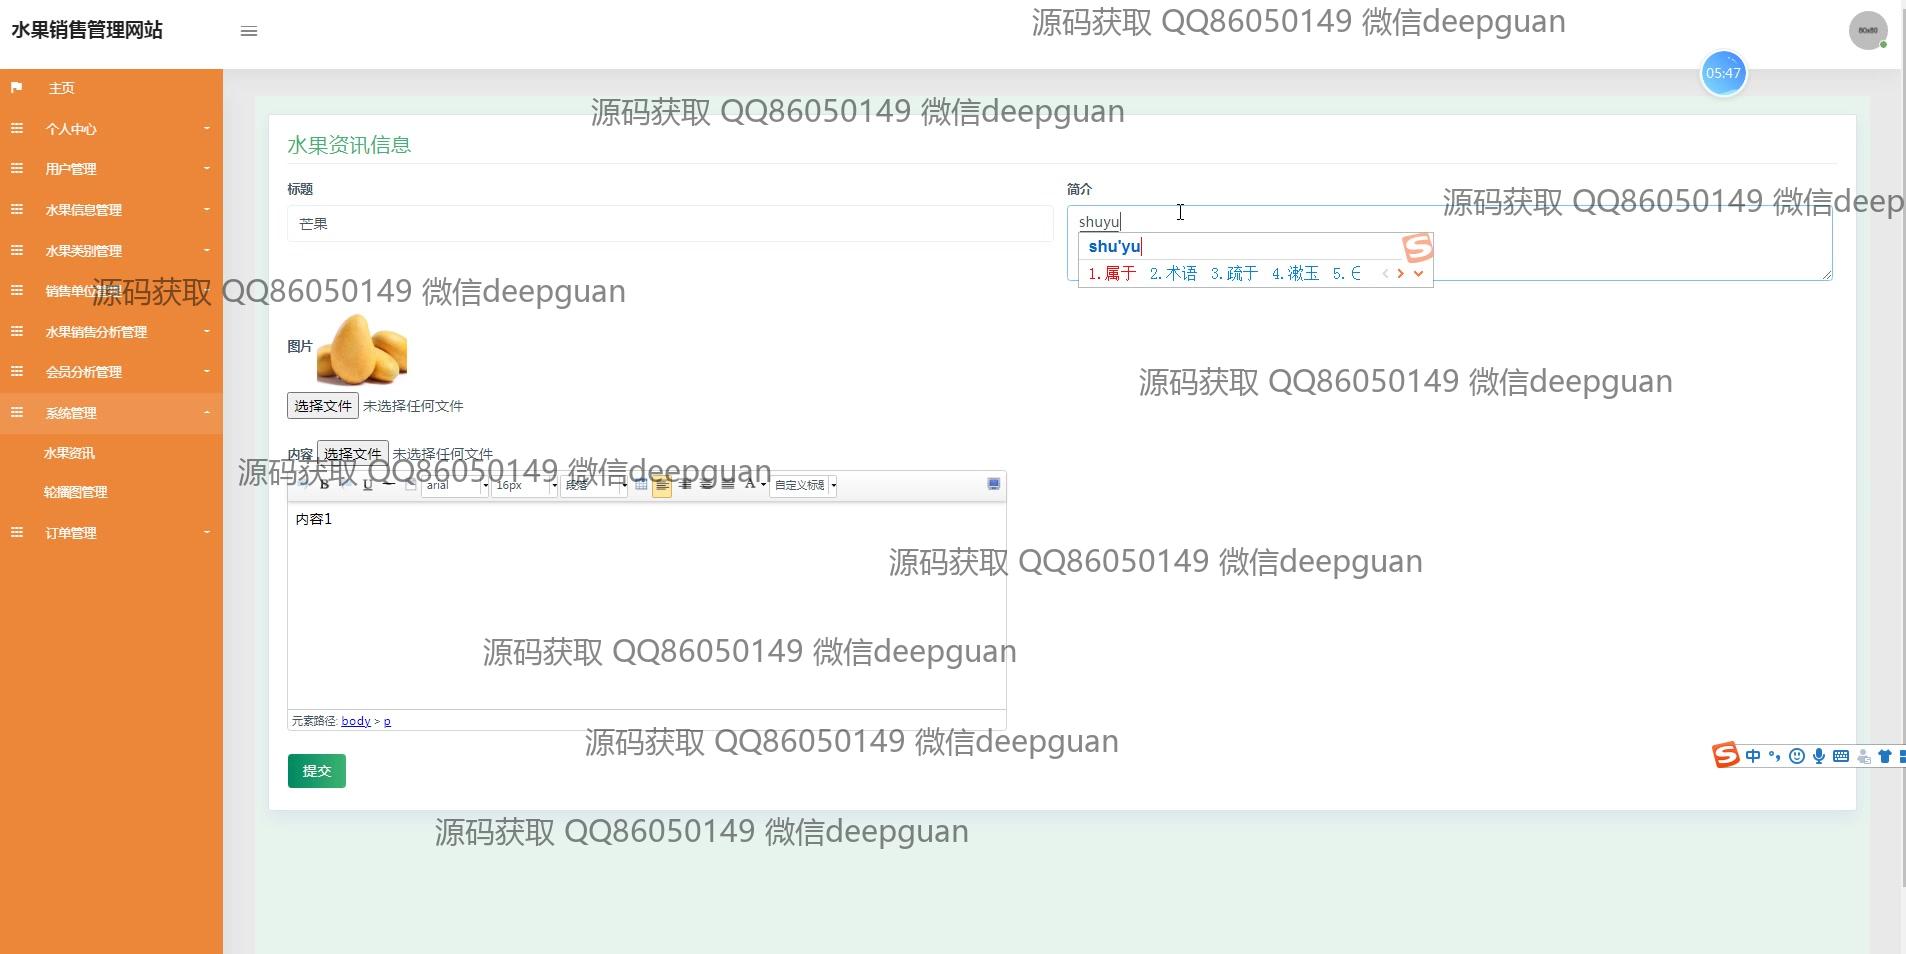 水果销售管理网站
源码获取 QQ86050149 微信deepguan
80x80
05:47
主页
个人中心
用户管理
水果信息管理
水果类别管理
水果销售分析管理
会员分析管理
系统管理
水果资讯
轮播图管理
订单管理
源码获取 QQ86050149 微信deepguan
水果资讯信息
标题
芒果
简介
源码获取 QQ86050149 微信deep
shuyu
shu'yu
1.属于 2.术语 3.疏于 4.漱玉 5.
源码获取 QQ86050149 微信deepguan
图片
选择文件 未选择任何文件
源码获取 QQ86050149 微信deepguan
内容 选择文件 未选择任何文件
源码获取 QQ86050149 微信deepguan
B U arial 16px 段落 A 自定义标题
内容1
源码获取 QQ86050149 微信deepguan
源码获取 QQ86050149 微信deepguan
元素路径: body > p
源码获取 QQ86050149 微信deepguan
提交
中
源码获取 QQ86050149 微信deepguan